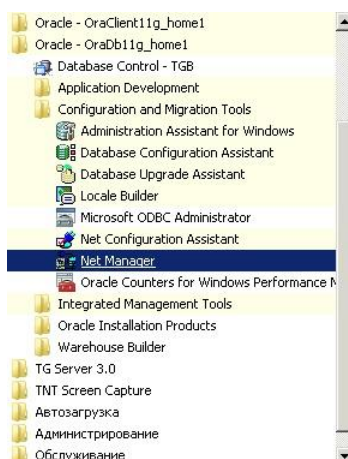 Oracle - OraClient11g_home1
Oracle - OraDb11g_home1
Database Control - TGB
Application Development
Configuration and Migration Tools
Administration Assistant for Windows
Database Configuration Assistant
Database Upgrade Assistant
Locale Builder
Microsoft ODBC Administrator
Net Configuration Assistant
Net Manager
Oracle Counters for Windows Performance M
Integrated Management Tools
Oracle Installation Products
Warehouse Builder
TG Server 3.0
TNT Screen Capture
Автозагрузка
Администрирование
Обслуживание